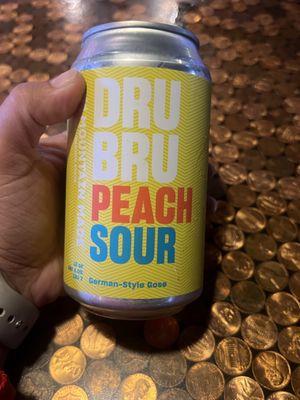 DRU
BRU
PEACH
SOUR
German-Style Gose